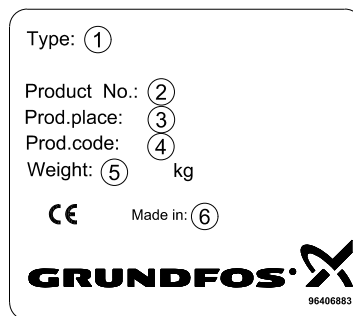 Type: 1
Product No.: 2
Prod.place: 3
Prod.code: 4
Weight: 5 kg
CE Made in: 6
GRUNDFOS
96406883